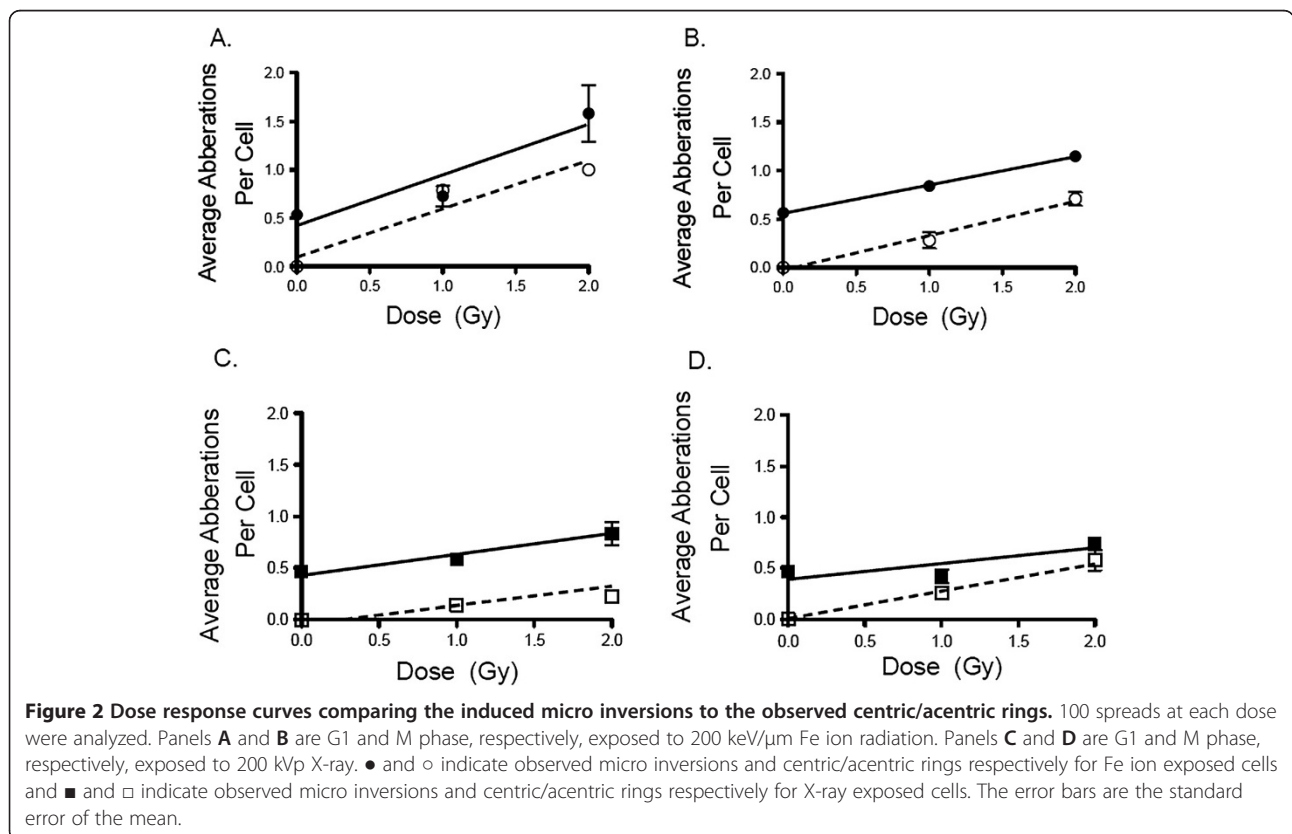 A.
Average Abberations
Per Cell
2.0
1.5
1.0
0.5
0.0
0.0 0.5 1.0 1.5 2.0
Dose (Gy)
B.
Average Abberations
Per Cell
2.0
1.5
1.0
0.5
0.0
0.0 0.5 1.0 1.5 2.0
Dose (Gy)
C.
Average Abberations
Per Cell
2.0
1.5
1.0
0.5
0.0
0.0 0.5 1.0 1.5 2.0
Dose (Gy)
D.
Average Abberations
Per Cell
2.0
1.5
1.0
0.5
0.0
0.0 0.5 1.0 1.5 2.0
Dose (Gy)
Figure 2 Dose response curves comparing the induced micro inversions to the observed centric/acentric rings. 100 spreads at each dose
were analyzed. Panels A and B are G1 and M phase, respectively, exposed to 200 keV/μm Fe ion radiation. Panels C and D are G1 and M phase,
respectively, exposed to 200 kVp X-ray. ● and ○ indicate observed micro inversions and centric/acentric rings respectively for Fe ion exposed cells
and ■ and □ indicate observed micro inversions and centric/acentric rings respectively for X-ray exposed cells. The error bars are the standard
error of the mean.